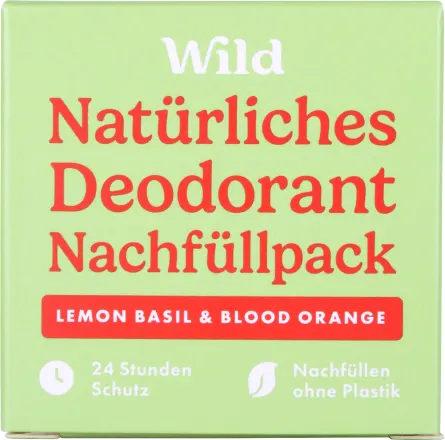 Wild
Natürliches
Deodorant
Nachfüllpack
LEMON BASIL & BLOOD ORANGE
24 Stunden
Schutz
Nachfüllen
ohne Plastik